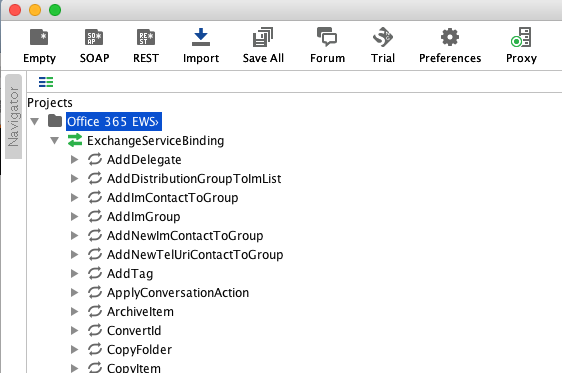 Empty SOAP REST Import Save All Forum Trial Preferences Proxy
Navigator
Projects
Office 365 EWS›
ExchangeServiceBinding
AddDelegate
AddDistributionGroupToImList
AddImContactToGroup
AddImGroup
AddNewImContactToGroup
AddNewTelUriContactToGroup
AddTag
ApplyConversationAction
ArchiveItem
ConvertId
CopyFolder
CopyItem